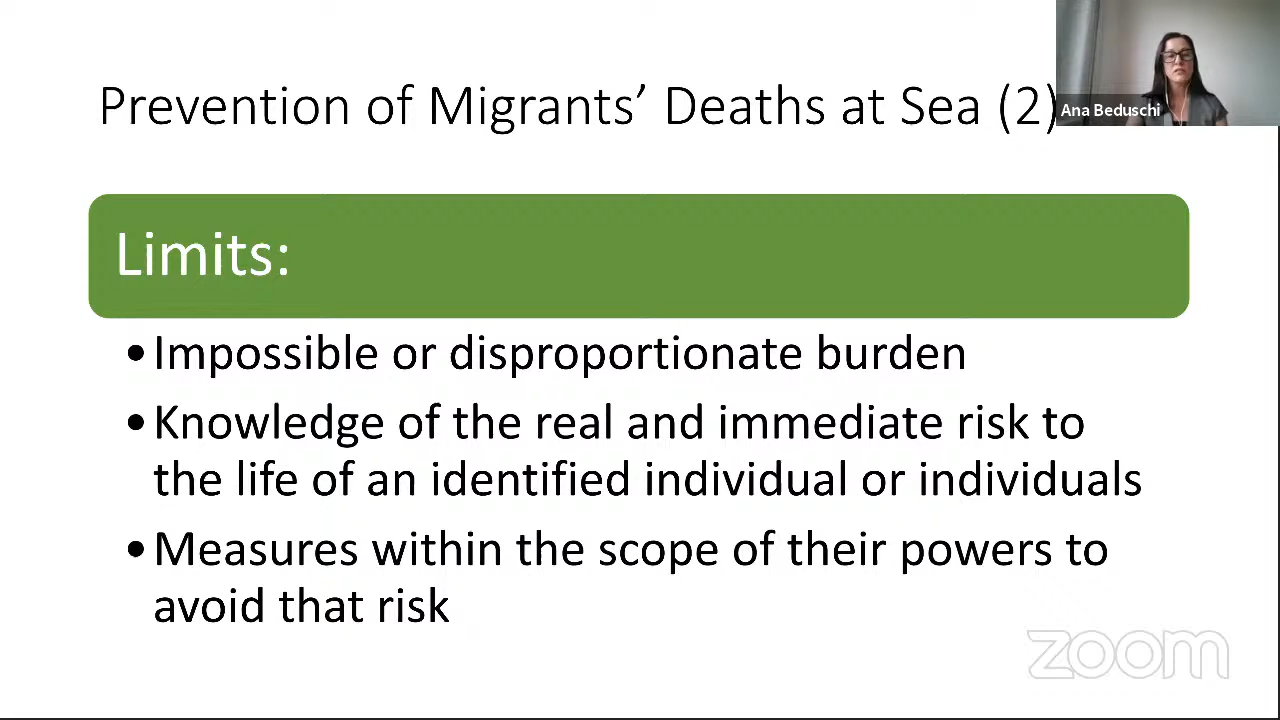 Prevention of Migrants’ Deaths at Sea (2)
Ana Beduschi
Limits:
•Impossible or disproportionate burden
•Knowledge of the real and immediate risk to
the life of an identified individual or individuals
•Measures within the scope of their powers to
avoid that risk
zoom